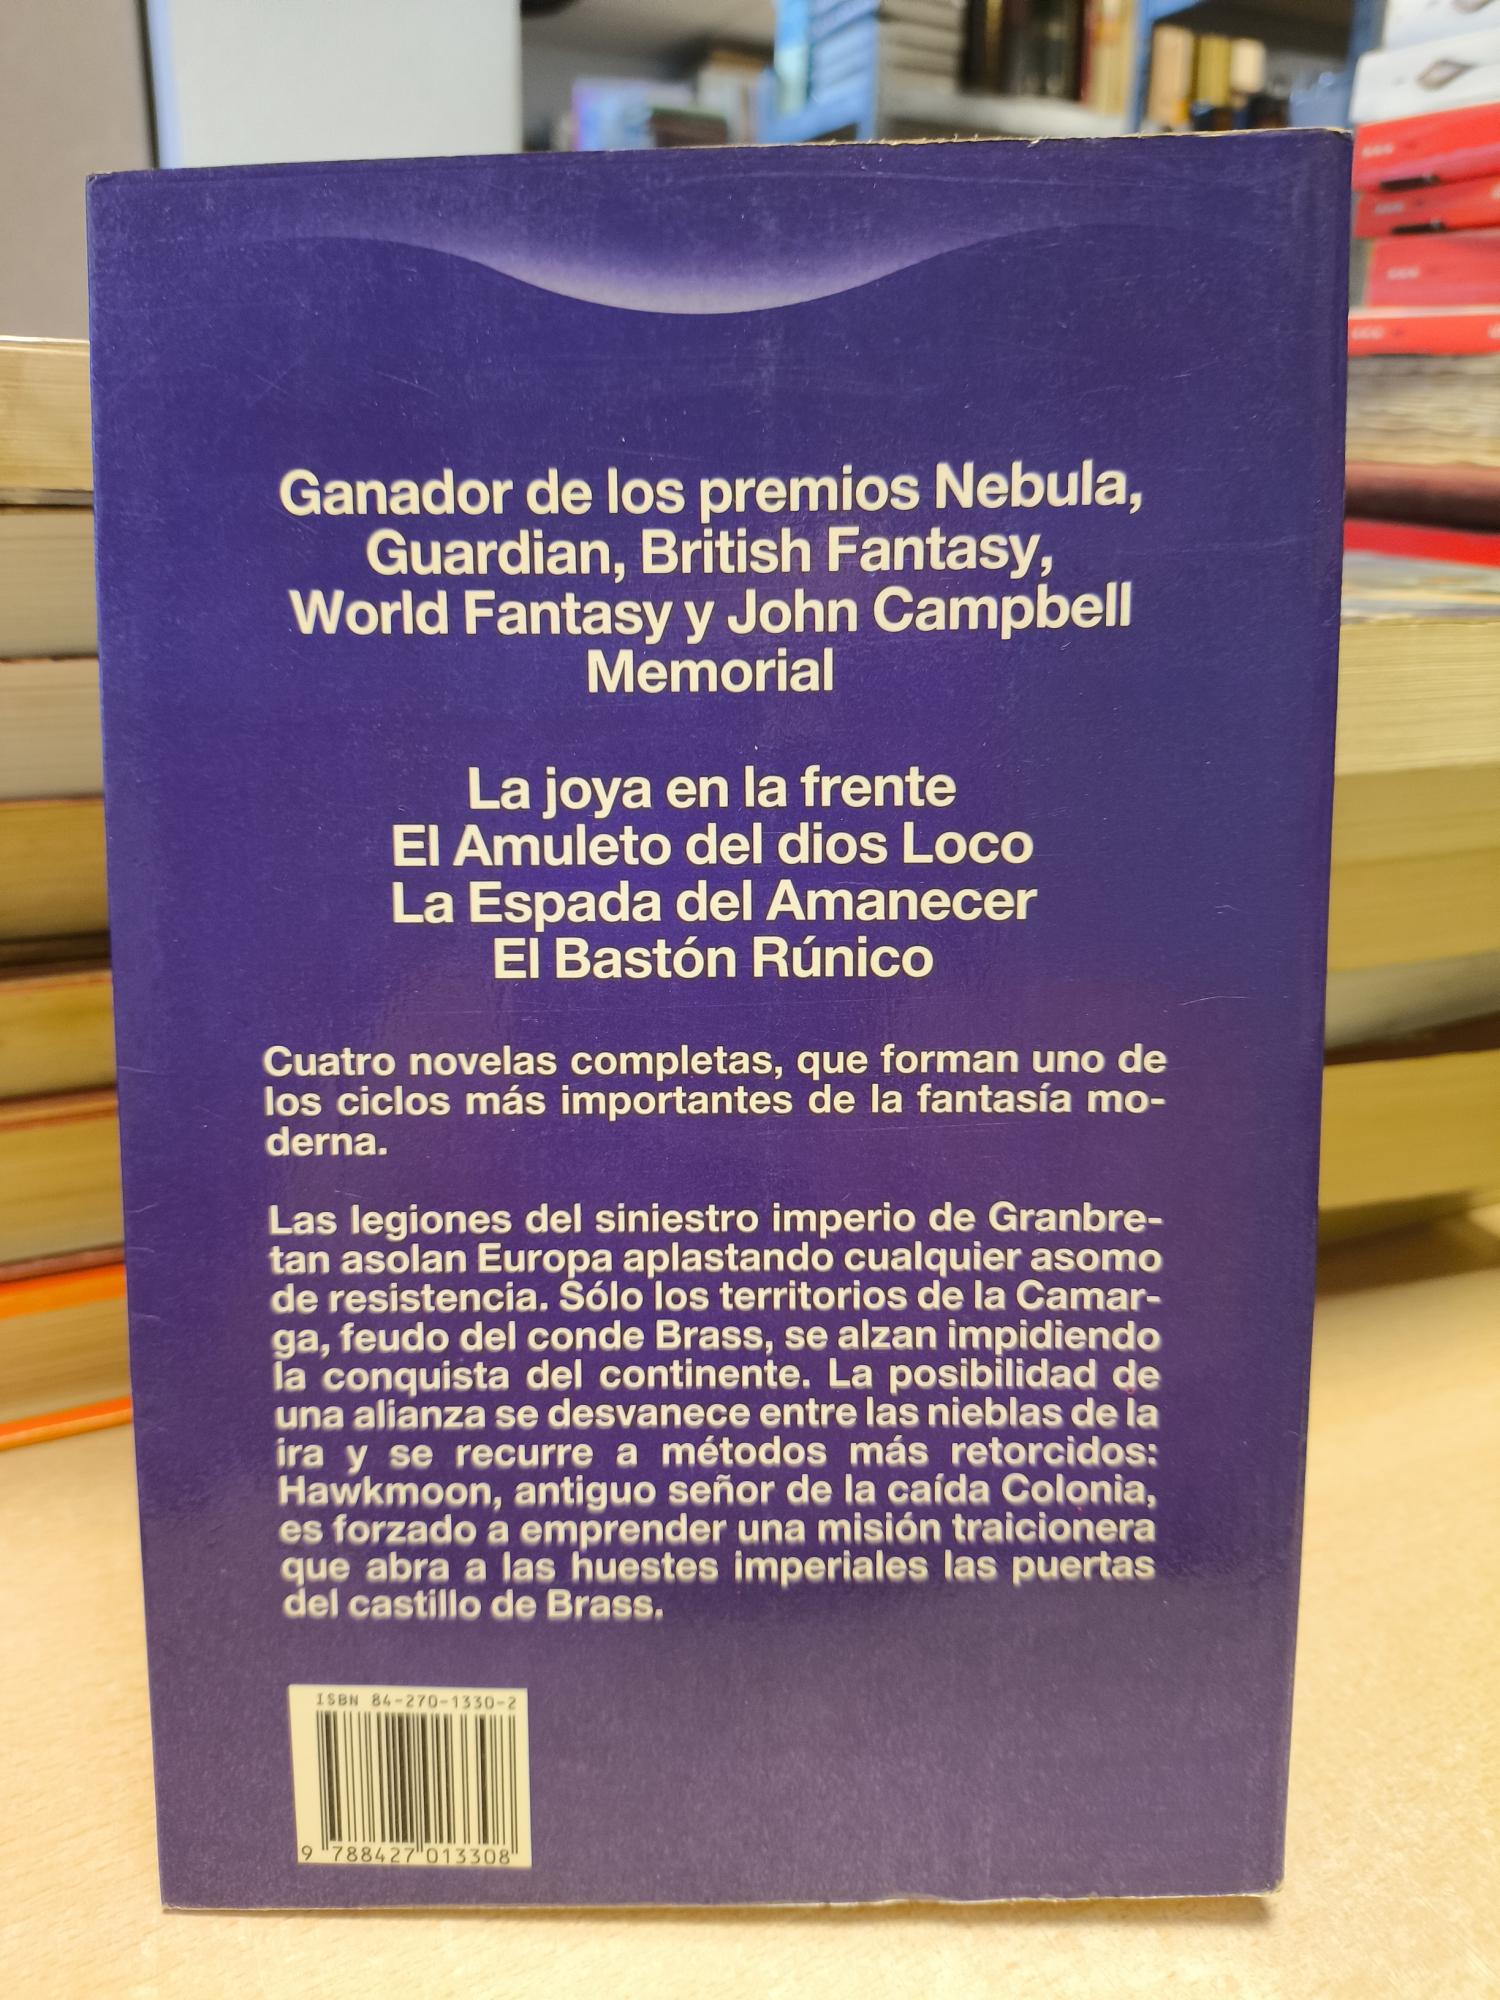 Ganador de los premios Nebula,
Guardian, British Fantasy,
World Fantasy y John Campbell
Memorial
La joya en la frente
El Amuleto del dios Loco
La Espada del Amanecer
El Bastón Rúnico
Cuatro novelas completas, que forman uno de
los ciclos más importantes de la fantasía mo-
derna.
Las legiones del siniestro imperio de Granbre-
tan asolan Europa aplastando cualquier asomo
de resistencia. Sólo los territorios de la Camar-
ga, feudo del conde Brass, se alzan impidiendo
la conquista del continente. La posibilidad de
una alianza se desvanece entre las nieblas de la
ira y se recurre a métodos más retorcidos:
Hawkmoon, antiguo señor de la caída Colonia,
es forzado a emprender una misión traicionera
que abra a las huestes imperiales las puertas
del castillo de Brass.
ISBN 84-270-1330-2
9 788427 013308